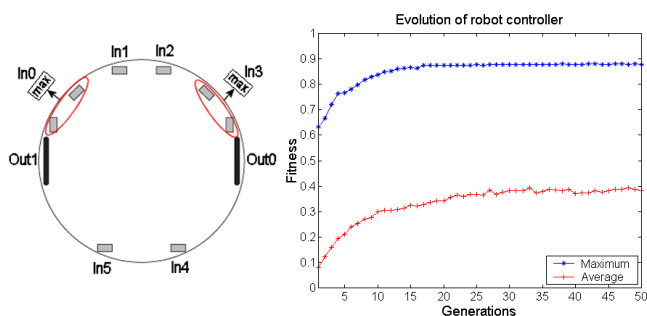 In1
In2
In0
max
In3
max
Out1
Out0
In5
In4
Evolution of robot controller
Fitness
1
0.9
0.8
0.7
0.6
0.5
0.4
0.3
0.2
0.1
0
5
10
15
20
25
30
35
40
45
50
Generations
Maximum
Average